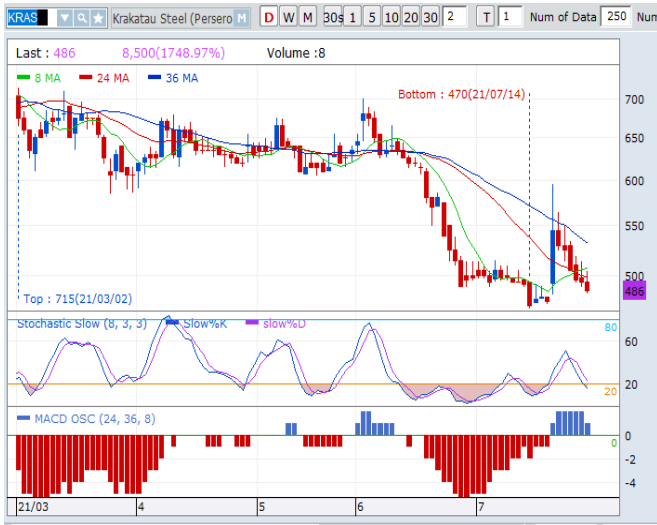 KRAS Krakatau Steel (Persero M D W M 30s 1 5 10 20 30 2 T 1 Num of Data 250 Num
Last : 486 8,500(1748.97%) Volume :8
8 MA 24 MA 36 MA
Bottom : 470(21/07/14)
700
650
600
550
500
486
Top : 715(21/03/02)
Stochastic Slow (8, 3, 3) Slow%K slow%D
80
60
20
20
MACD OSC (24, 36, 8)
0
0
-2
-4
21/03 4 5 6 7